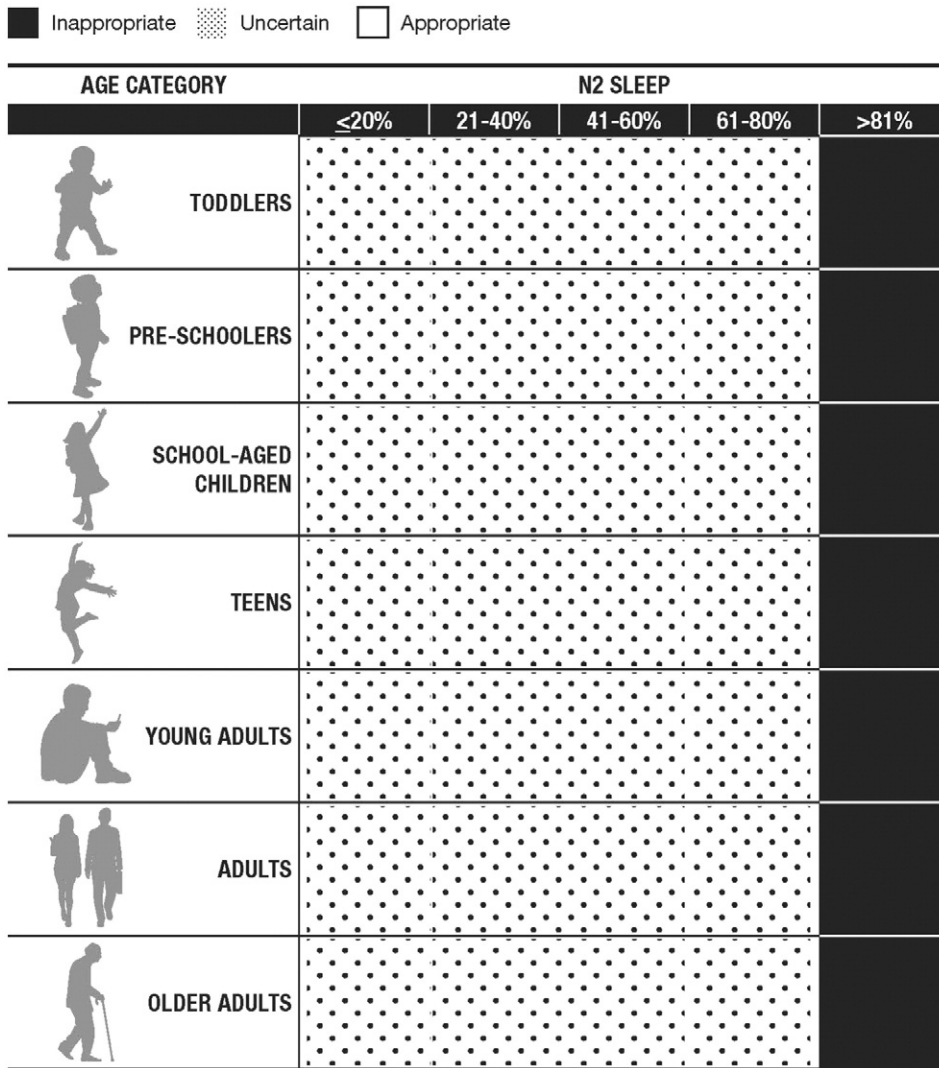 Inappropriate Uncertain Appropriate
AGE CATEGORY N2 SLEEP
≤20% 21-40% 41-60% 61-80% >81%
TODDLERS
PRE-SCHOOLERS
SCHOOL-AGED
CHILDREN
TEENS
YOUNG ADULTS
ADULTS
OLDER ADULTS